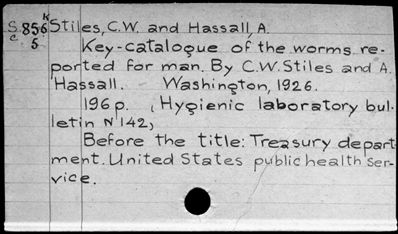 S.856K Stiles, C.W. and Hassall, A.
c 5 Key-catalogue of the worms re-
ported for man. By C.W. Stiles and A.
Hassall. Washington, 1926.
196 p. (Hygienic laboratory bul-
letin N° 142)
Before the title: Treasury depart-
ment. United States public health ser-
vice.